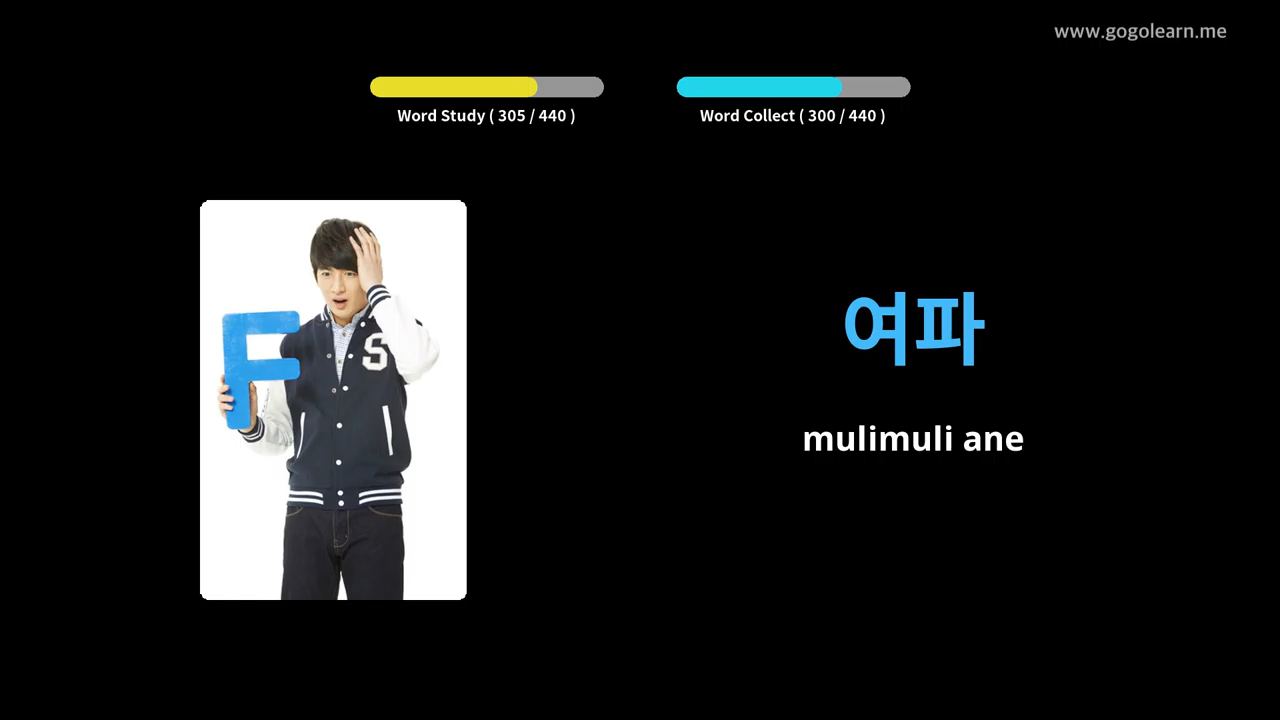 www.gogolearn.me
Word Study ( 305 / 440 )
Word Collect ( 300 / 440 )
F
S
여파
mulimuli ane